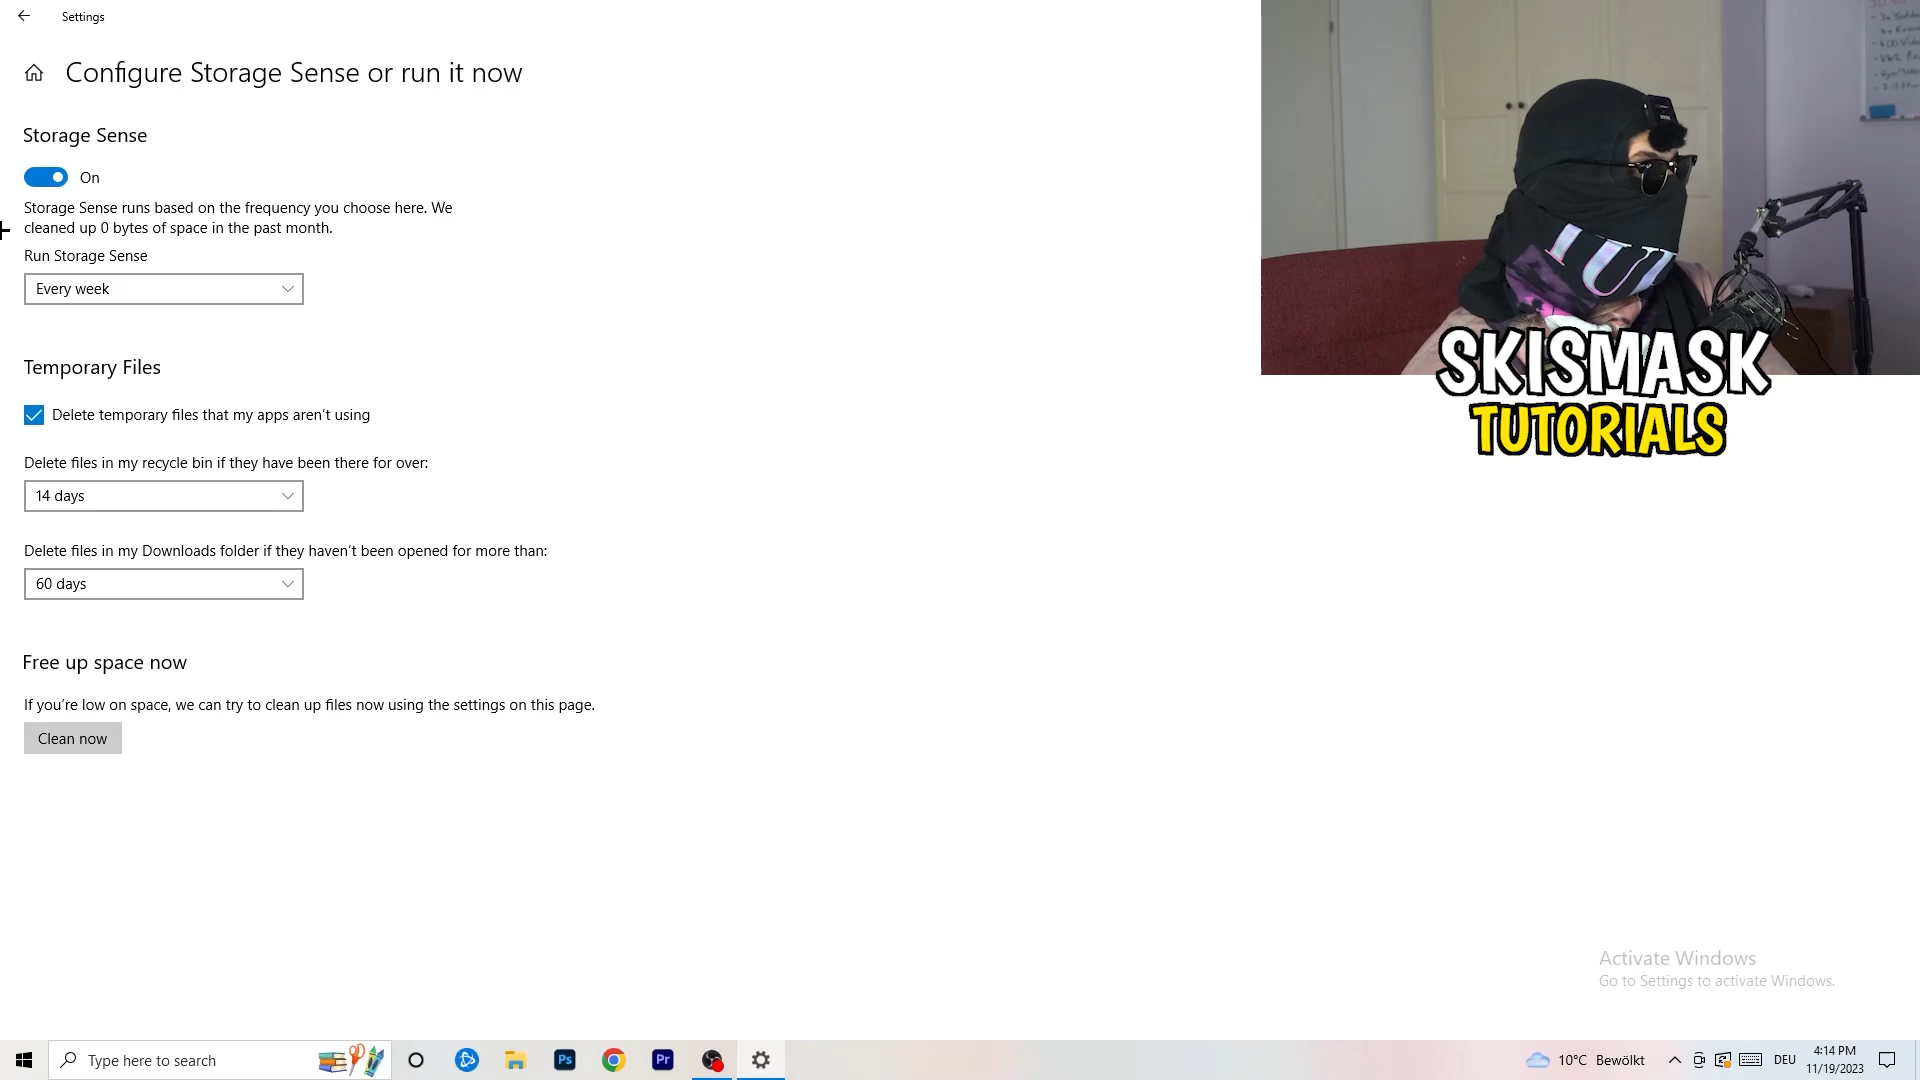 Settings
Configure Storage Sense or run it now
Storage Sense
On
Storage Sense runs based on the frequency you choose here. We
cleaned up 0 bytes of space in the past month.
Run Storage Sense
Every week
Temporary Files
Delete temporary files that my apps aren't using
Delete files in my recycle bin if they have been there for over:
14 days
Delete files in my Downloads folder if they haven't been opened for more than:
60 days
Free up space now
If you're low on space, we can try to clean up files now using the settings on this page.
Clean now
SKISMASK
TUTORIALS
Activate Windows
Go to Settings to activate Windows.
Type here to search
Ps
Pr
10°C Bewölkt
DEU
4:14 PM
11/19/2023